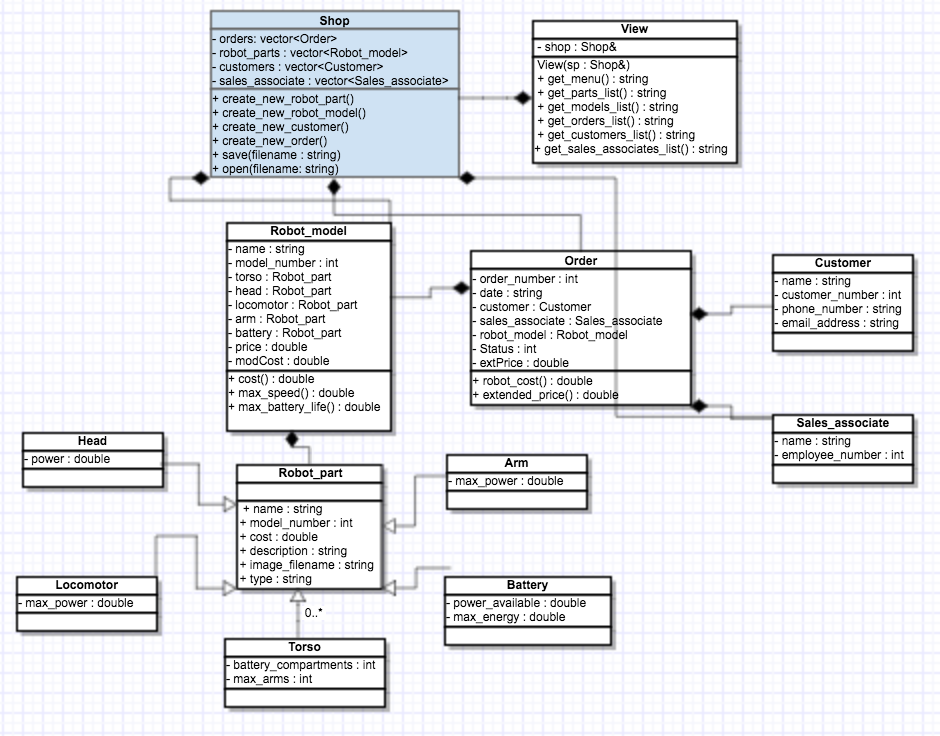 Shop
- orders: vector<Order>
- robot_parts : vector<Robot_model>
- customers : vector<Customer>
- sales_associate : vector<Sales_associate>
+ create_new_robot_part()
+ create_new_robot_model()
+ create_new_customer()
+ create_new_order()
+ save(filename : string)
+ open(filename: string)
View
- shop : Shop&
View(sp : Shop&)
+ get_menu() : string
+ get_parts_list() : string
+ get_models_list() : string
+ get_orders_list() : string
+ get_customers_list() : string
+ get_sales_associates_list() : string
Robot_model
- name : string
- model_number : int
- torso : Robot_part
- head : Robot_part
- locomotor : Robot_part
- arm : Robot_part
- battery : Robot_part
- price : double
- modCost : double
+ cost() : double
+ max_speed() : double
+ max_battery_life() : double
Order
- order_number : int
- date : string
- customer : Customer
- sales_associate : Sales_associate
- robot_model : Robot_model
- Status : int
- extPrice : double
+ robot_cost() : double
+ extended_price() : double
Customer
- name : string
- customer_number : int
- phone_number : string
- email_address : string
Sales_associate
- name : string
- employee_number : int
Head
- power : double
Robot_part
+ name : string
+ model_number : int
+ cost : double
+ description : string
+ image_filename : string
+ type : string
Arm
- max_power : double
Locomotor
- max_power : double
Battery
- power_available : double
- max_energy : double
0..*
Torso
- battery_compartments : int
- max_arms : int